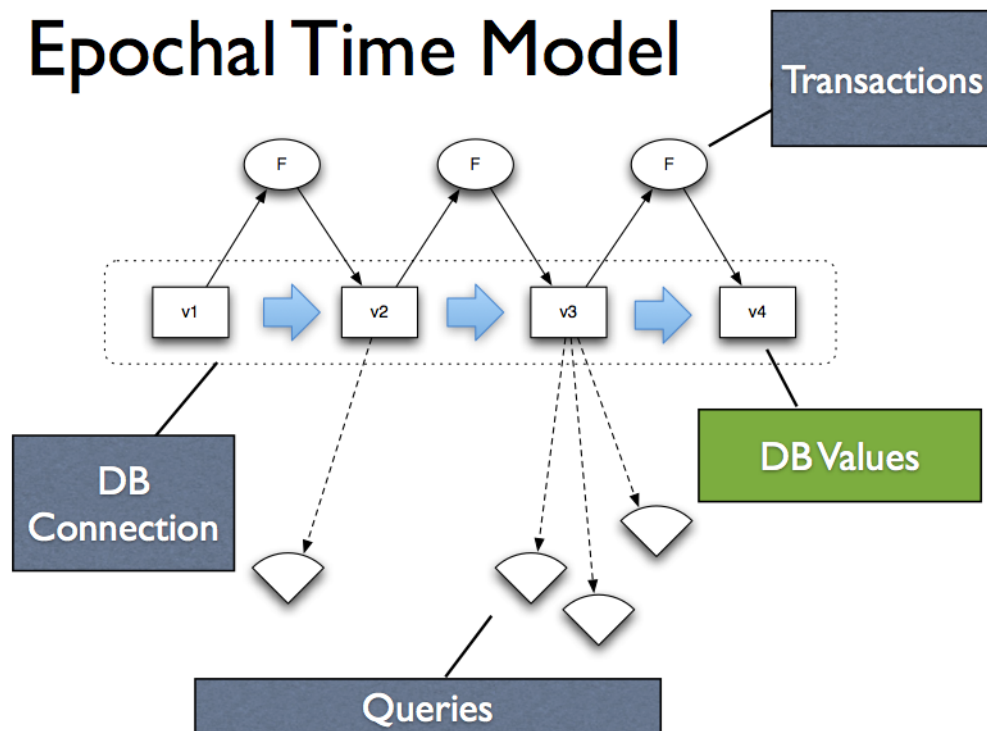 Epochal Time Model
Transactions
F
F
F
v1
v2
v3
v4
DB
Connection
DB Values
Queries